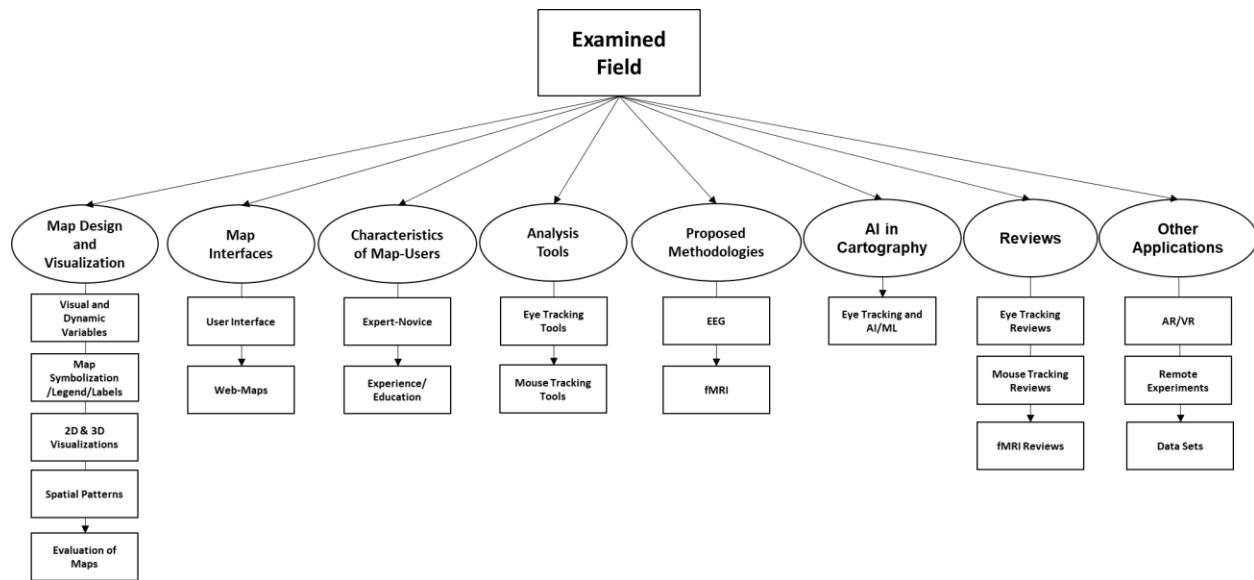 Examined
Field
Map Design
and
Visualization
Map
Interfaces
Characteristics
of Map-Users
Analysis
Tools
Proposed
Methodologies
AI in
Cartography
Reviews
Other
Applications
Visual and
Dynamic
Variables
Map
Symbolization
/Legend/Labels
2D & 3D
Visualizations
Spatial Patterns
Evaluation of
Maps
User Interface
Web-Maps
Expert-Novice
Experience/
Education
Eye Tracking
Tools
Mouse Tracking
Tools
EEG
fMRI
Eye Tracking and
AI/ML
Eye Tracking
Reviews
Mouse Tracking
Reviews
fMRI Reviews
AR/VR
Remote
Experiments
Data Sets